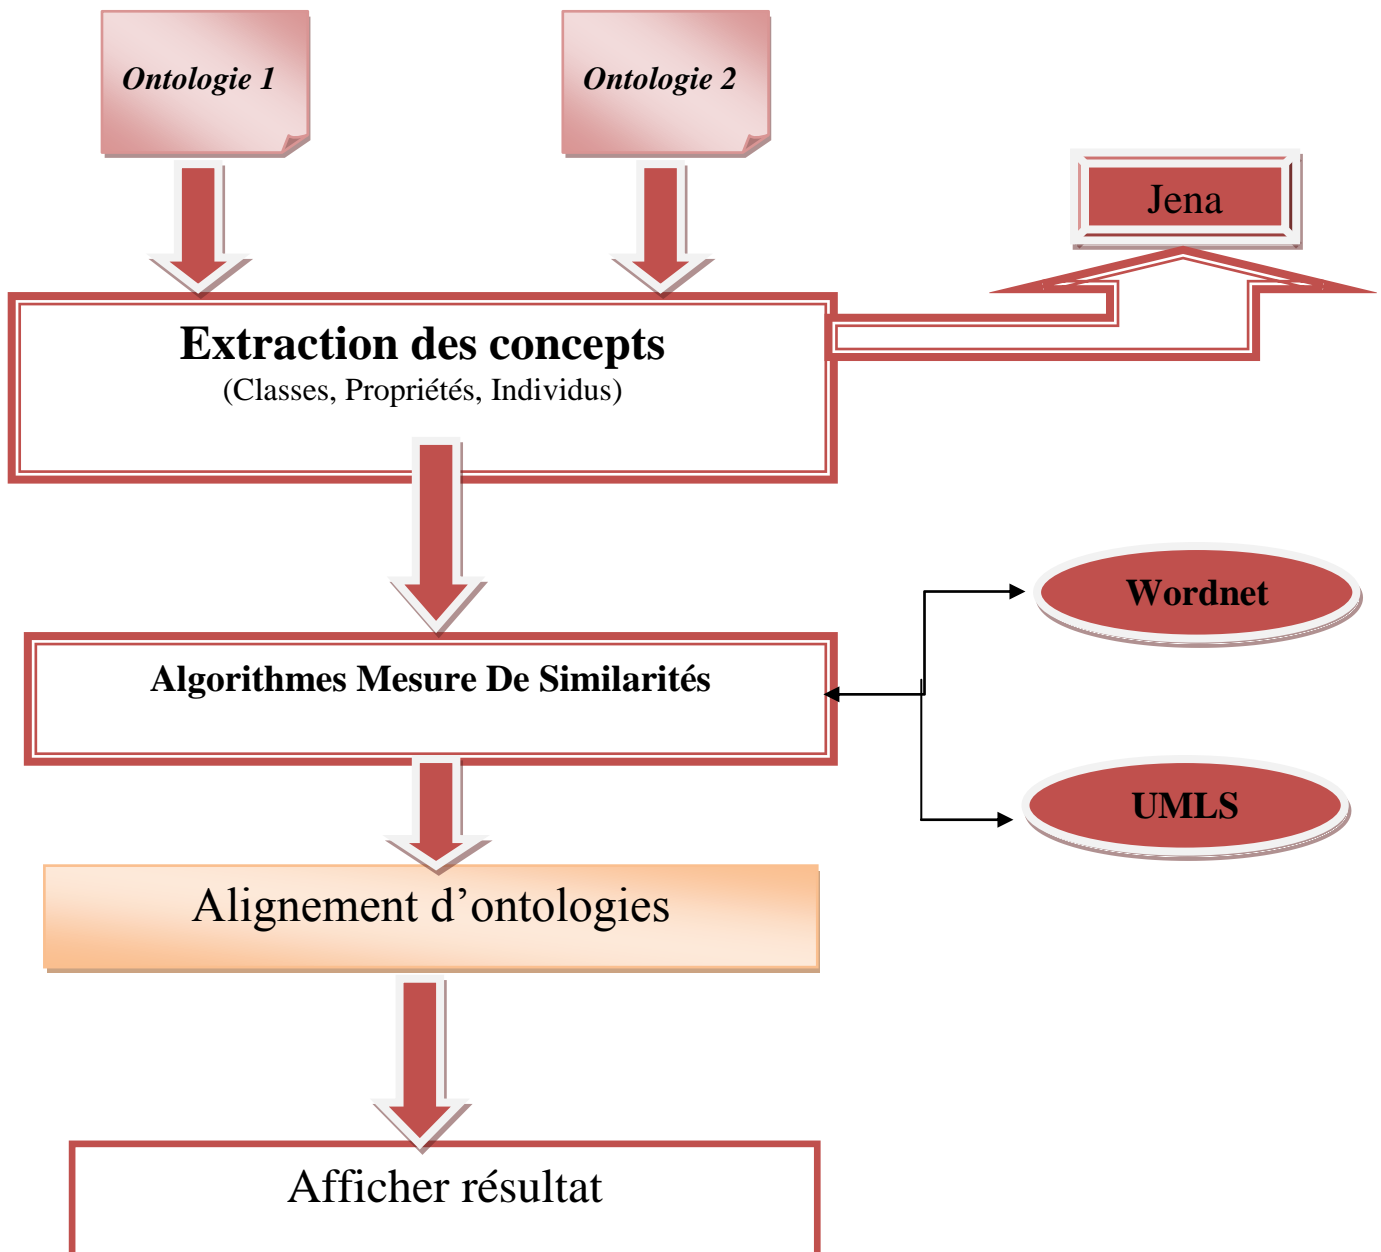 Ontologie 1
Ontologie 2
Jena
Extraction des concepts
(Classes, Propriétés, Individus)
Wordnet
Algorithmes Mesure De Similarités
UMLS
Alignement d’ontologies
Afficher résultat